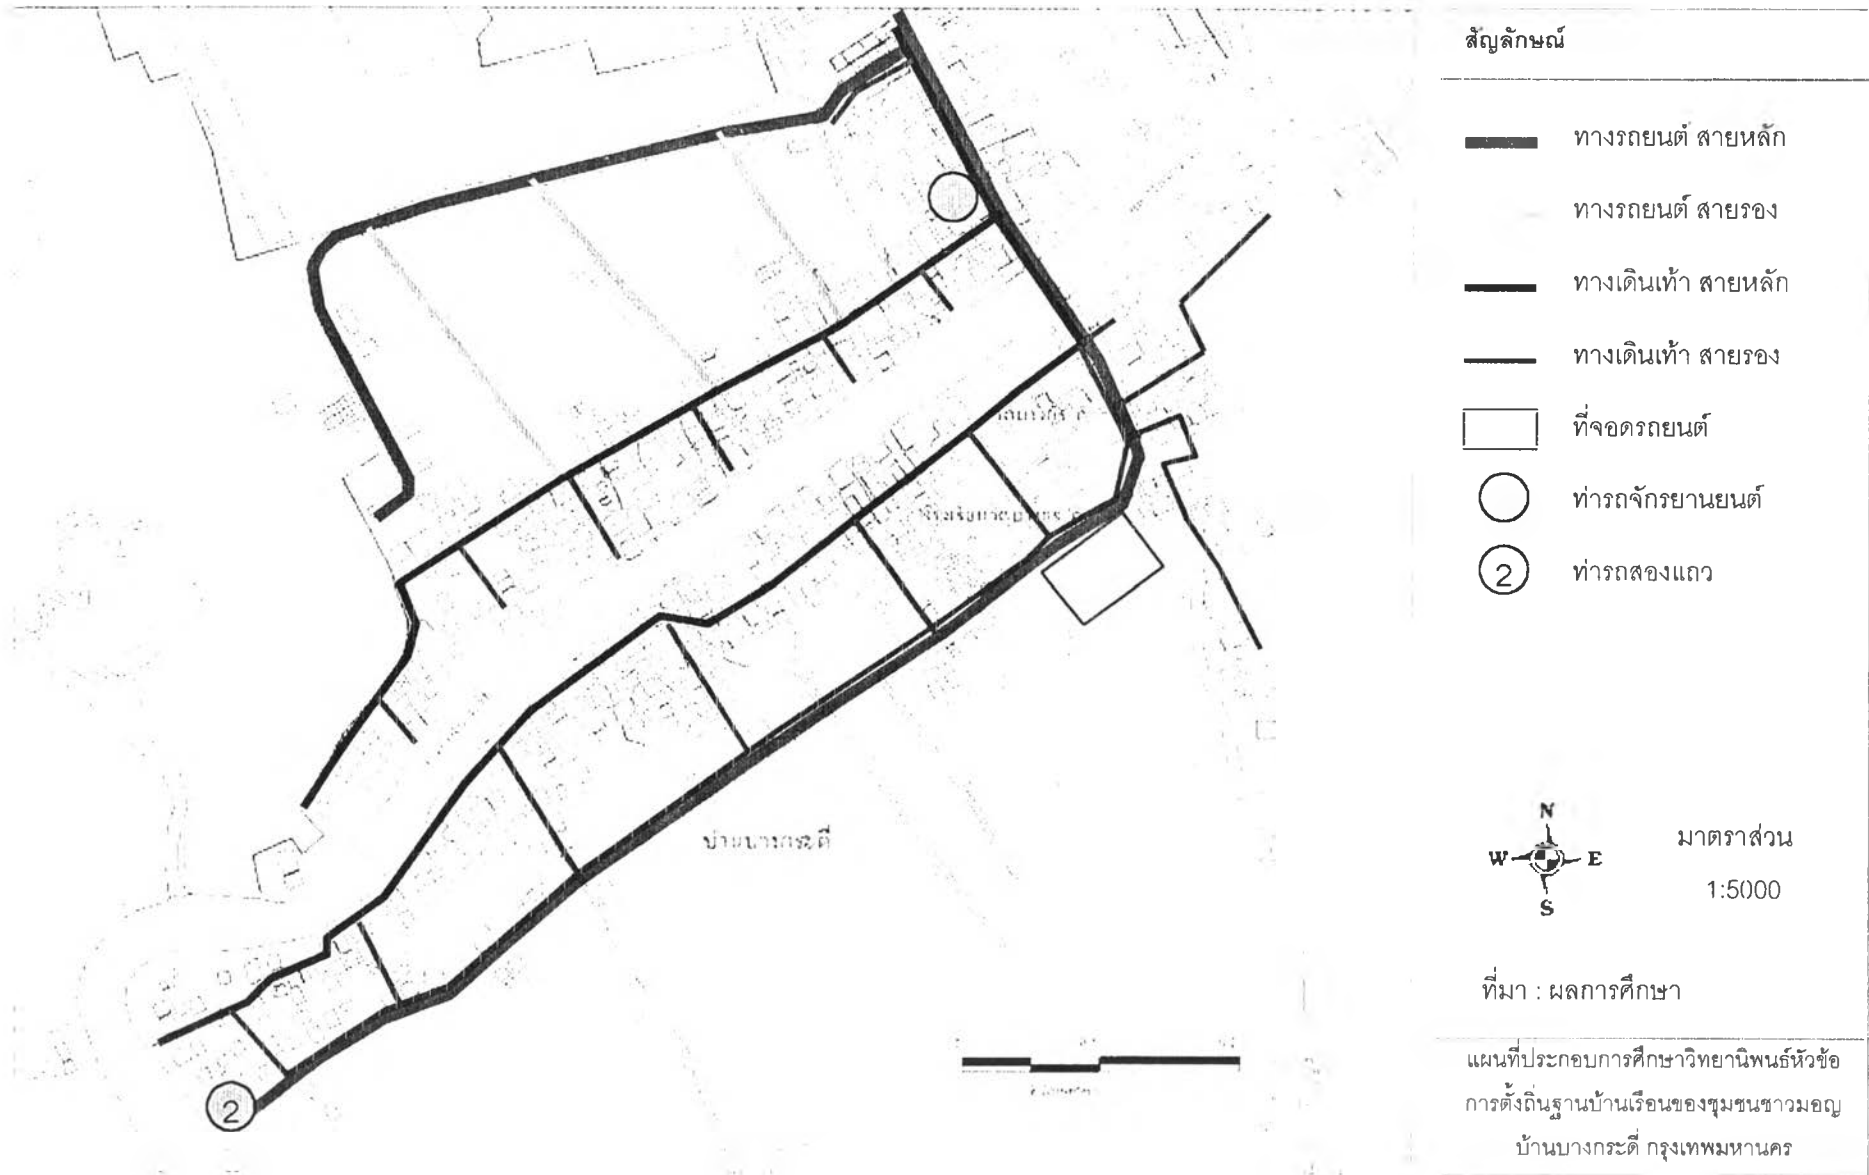 สัญลักษณ์
ทางรถยนต์ สายหลัก
ทางรถยนต์ สายรอง
ทางเดินเท้า สายหลัก
ทางเดินเท้า สายรอง
ที่จอดรถยนต์
ท่ารถจักรยานยนต์
2 ท่ารถสองแถว
บ้านบางกระดี่
2
N
W E
S
มาตราส่วน
1:5000
ที่มา : ผลการศึกษา
แผนที่ประกอบการศึกษาวิทยานิพนธ์หัวข้อ
การตั้งถิ่นฐานบ้านเรือนของชุมชนชาวมอญ
บ้านบางกระดี่ กรุงเทพมหานคร